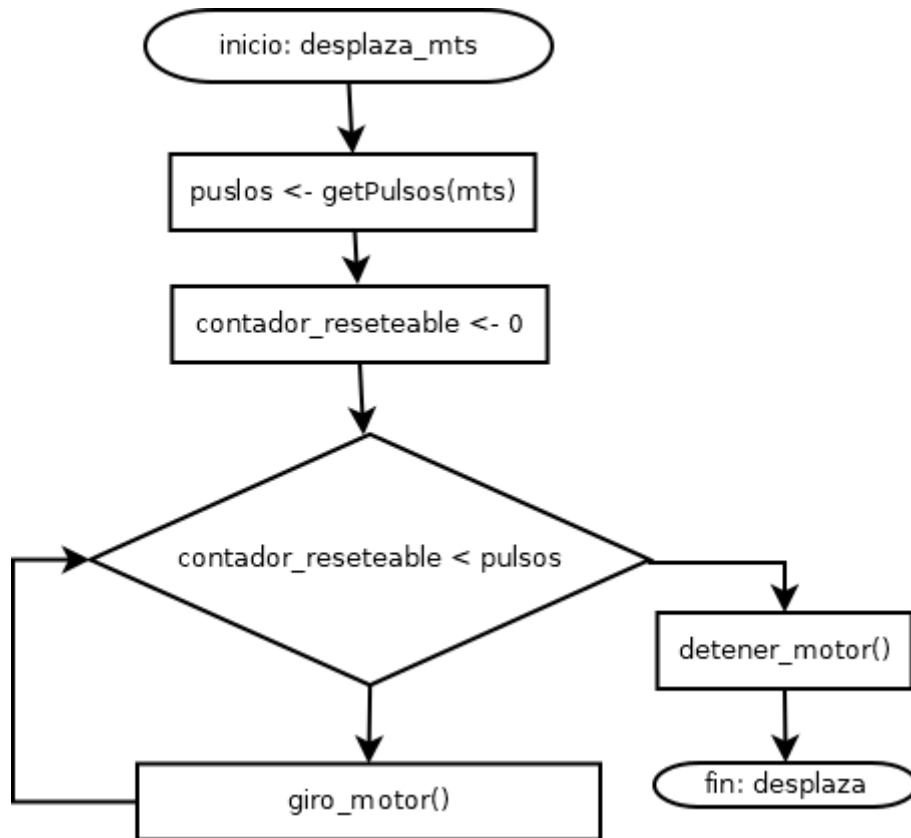 inicio: desplaza_mts
puslos <- getPulsos(mts)
contador_reseteable <- 0
contador_reseteable < pulsos
detener_motor()
giro_motor()
fin: desplaza